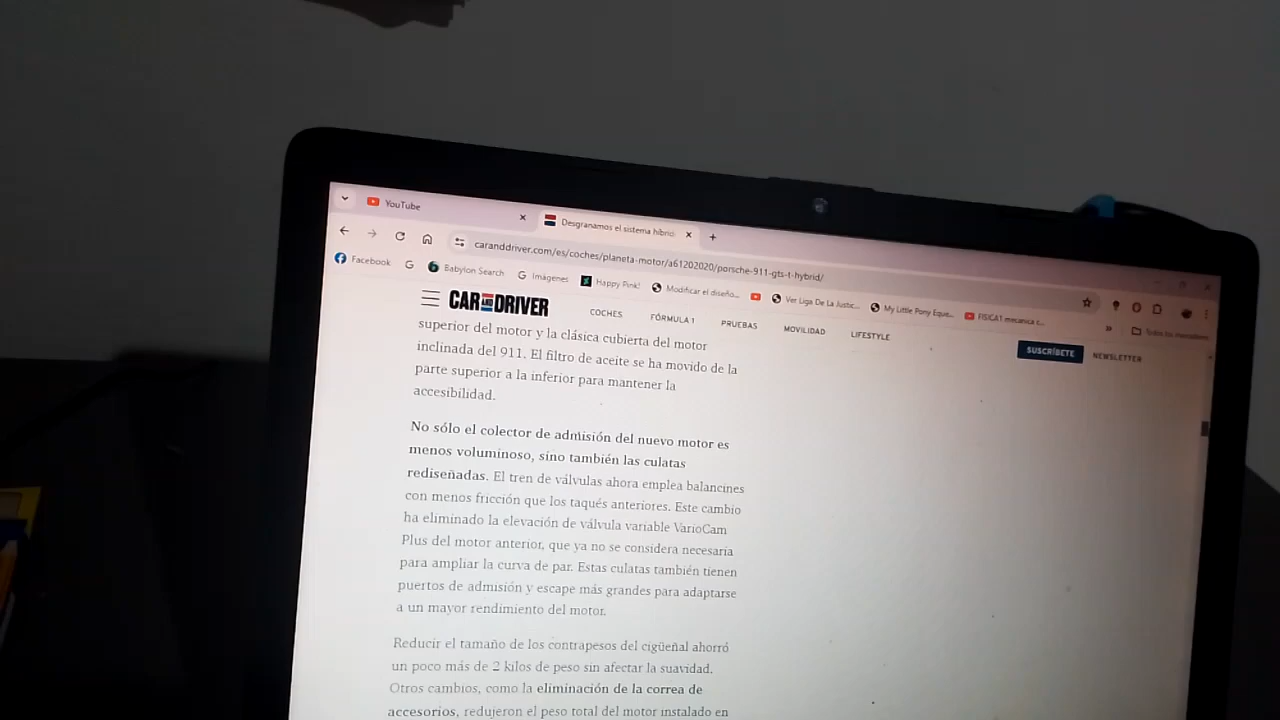 YouTube
Desgranamos el sistema híbrido
caranddriver.com/es/coches/planeta-motor/a61202020/porsche-911-gts-t-hybrid/
Facebook
G Babylon Search
G Imágenes
Happy Pink!
Modificar el diseño...
Ver Liga De La Justic...
My Little Pony Eque...
FISICA1 mecanica c...
»
Todos los marcadores
CAR AND DRIVER
COCHES
FÓRMULA 1
PRUEBAS
MOVILIDAD
LIFESTYLE
SUSCRÍBETE
NEWSLETTER
superior del motor y la clásica cubierta del motor
inclinada del 911. El filtro de aceite se ha movido de la
parte superior a la inferior para mantener la
accesibilidad.
No sólo el colector de admisión del nuevo motor es
menos voluminoso, sino también las culatas
rediseñadas. El tren de válvulas ahora emplea balancines
con menos fricción que los taqués anteriores. Este cambio
ha eliminado la elevación de válvula variable VarioCam
Plus del motor anterior, que ya no se considera necesaria
para ampliar la curva de par. Estas culatas también tienen
puertos de admisión y escape más grandes para adaptarse
a un mayor rendimiento del motor.
Reducir el tamaño de los contrapesos del cigüeñal ahorró
un poco más de 2 kilos de peso sin afectar la suavidad.
Otros cambios, como la eliminación de la correa de
accesorios, redujeron el peso total del motor instalado en